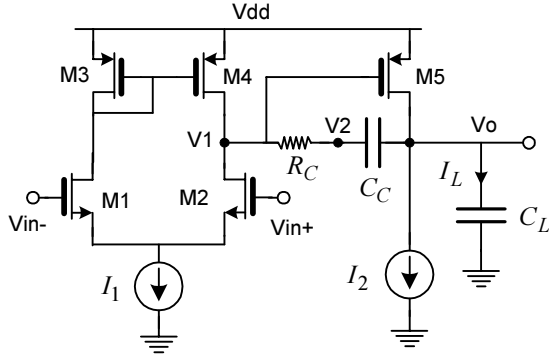 Vdd
M3
M4
M5
V1
V2
Vo
R_C
C_C
I_L
M1
M2
Vin-
Vin+
C_L
I_1
I_2